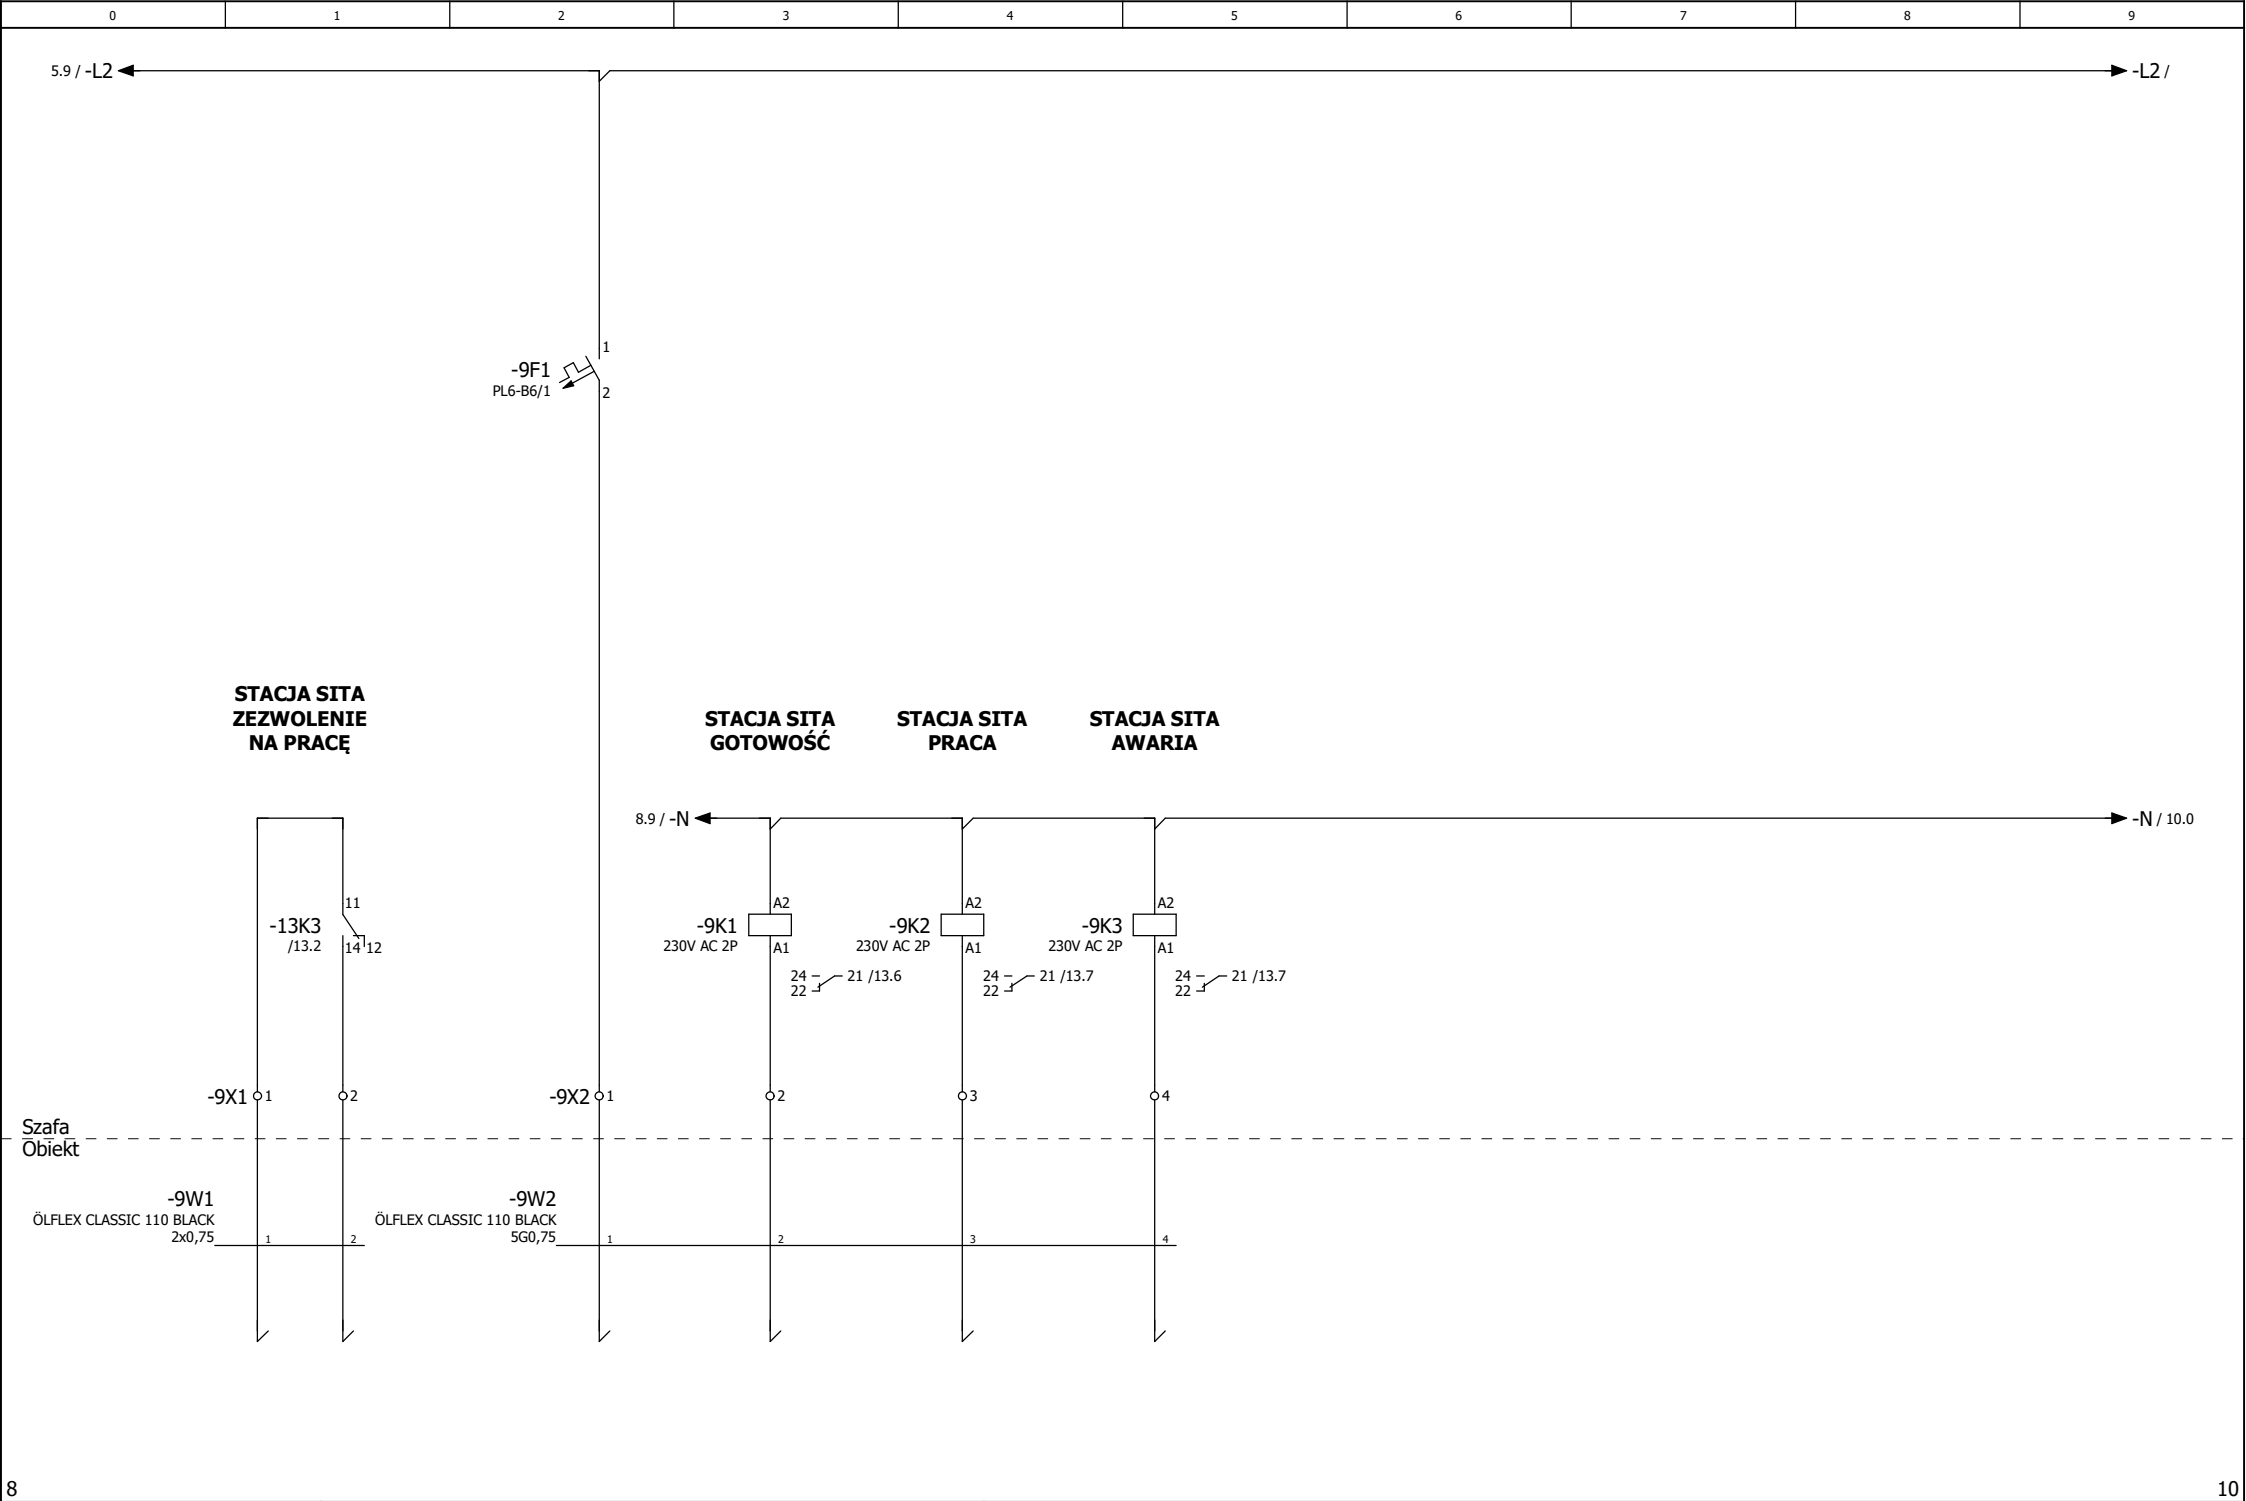 0 1 2 3 4 5 6 7 8 9
5.9 / -L2
-L2 /
1
-9F1
PL6-B6/1
2
STACJA SITA
ZEZWOLENIE
NA PRACĘ
STACJA SITA
GOTOWOŚĆ
STACJA SITA
PRACA
STACJA SITA
AWARIA
8.9 / -N
-N / 10.0
11
-13K3
/13.2
14 12
A2
-9K1
230V AC 2P
A1
24 21 /13.6
22
A2
-9K2
230V AC 2P
A1
24 21 /13.7
22
A2
-9K3
230V AC 2P
A1
24 21 /13.7
22
-9X1 1 2
-9X2 1 2 3 4
Szafa
Obiekt
-9W1
ÖLFLEX CLASSIC 110 BLACK
2x0,75
1 2
-9W2
ÖLFLEX CLASSIC 110 BLACK
5G0,75
1 2 3 4
8
10